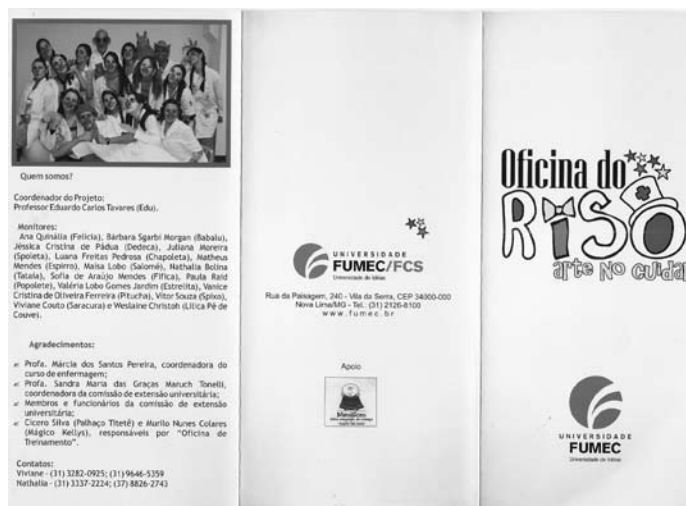 Quem somos?
Coordenador do Projeto:
Professor Eduardo Carlos Tavares (Edu).
Monitores:
Ana Quinália (Felícia), Bárbara Sgarbi Morgan (Babalu),
Jéssica Cristina de Pádua (Dedeca), Juliana Moreira
(Spoleta), Luana Freitas Pedrosa (Chapoleta), Matheus
Mendes (Espirro), Maisa Lobo (Salomé), Nathalia Bolina
(Tatala), Sofia de Araújo Mendes (Fifica), Paula Raid
(Popolete), Valéria Lobo Gomes Jardim (Estrelita), Vanice
Cristina de Oliveira Ferreira (Pitucha), Vitor Souza (Spixo),
Viviane Couto (Saracura) e Weslaine Christoh (Lilica Pé de
Couve).
Agradecimentos:
Profa. Márcia dos Santos Pereira, coordenadora do
curso de enfermagem;
Profa. Sandra Maria das Graças Maruch Tonelli,
coordenadora da comissão de extensão universitária;
Membros e funcionários da comissão de extensão
universitária;
Cícero Silva (Palhaço Titetê) e Murilo Nunes Colares
(Mágico Kellys), responsáveis por "Oficina de
Treinamento".
Contatos:
Viviane - (31) 3282-0925; (31) 9646-5359
Nathalia - (31) 3337-2224; (37) 8826-2743
UNIVERSIDADE
FUMEC/FCS
Universidade de Idéias
Rua da Paisagem, 240 - Vila da Serra, CEP 34000-000
Nova Lima/MG - Tel. (31) 2126-8100
www.fumec.br
Apoio
Oficina do
RISO
arte no cuidar
UNIVERSIDADE
FUMEC
Universidade de Idéias